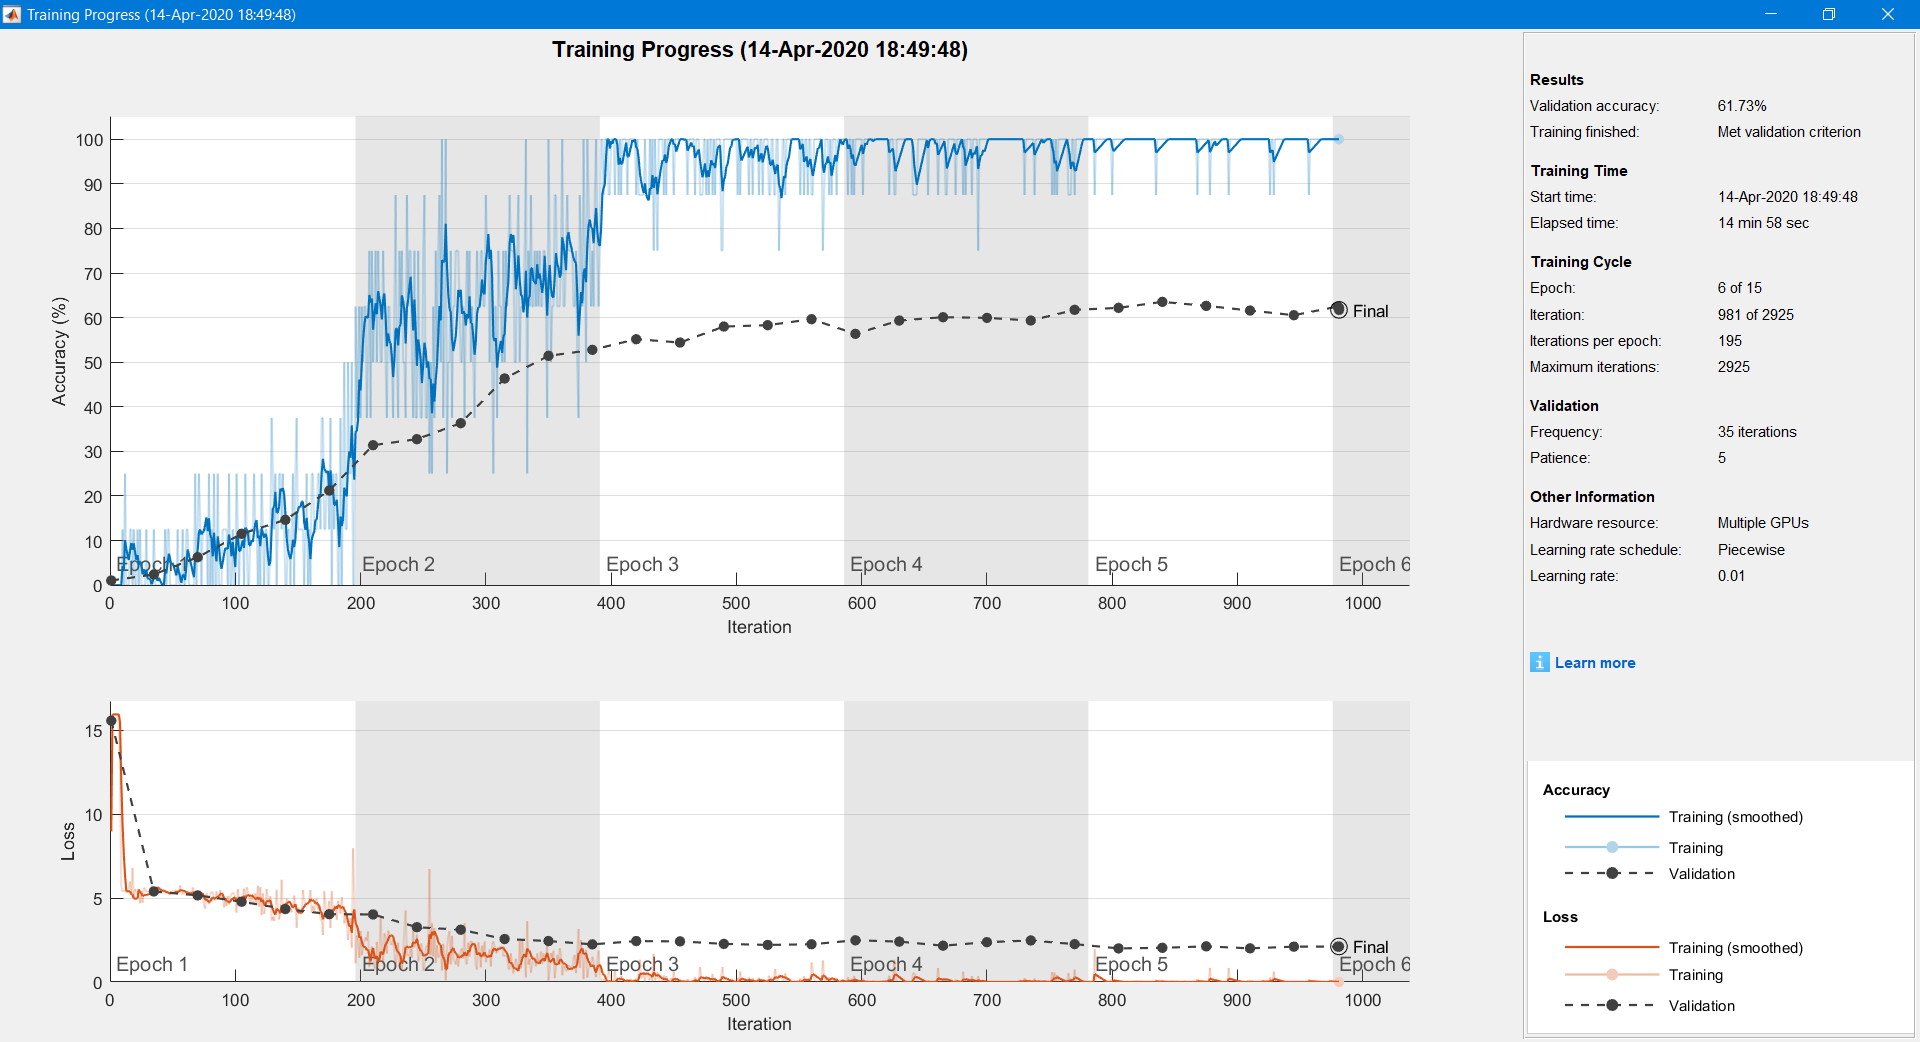 Training Progress (14-Apr-2020 18:49:48)
Training Progress (14-Apr-2020 18:49:48)
Accuracy (%)
100
90
80
70
60
50
40
30
20
10
0
Final
Epoch 1
Epoch 2
Epoch 3
Epoch 4
Epoch 5
Epoch 6
0 100 200 300 400 500 600 700 800 900 1000
Iteration
Loss
15
10
5
0
Final
Epoch 1
Epoch 2
Epoch 3
Epoch 4
Epoch 5
Epoch 6
0 100 200 300 400 500 600 700 800 900 1000
Iteration
Results
Validation accuracy: 61.73%
Training finished: Met validation criterion
Training Time
Start time: 14-Apr-2020 18:49:48
Elapsed time: 14 min 58 sec
Training Cycle
Epoch: 6 of 15
Iteration: 981 of 2925
Iterations per epoch: 195
Maximum iterations: 2925
Validation
Frequency: 35 iterations
Patience: 5
Other Information
Hardware resource: Multiple GPUs
Learning rate schedule: Piecewise
Learning rate: 0.01
i Learn more
Accuracy
Training (smoothed)
Training
Validation
Loss
Training (smoothed)
Training
Validation